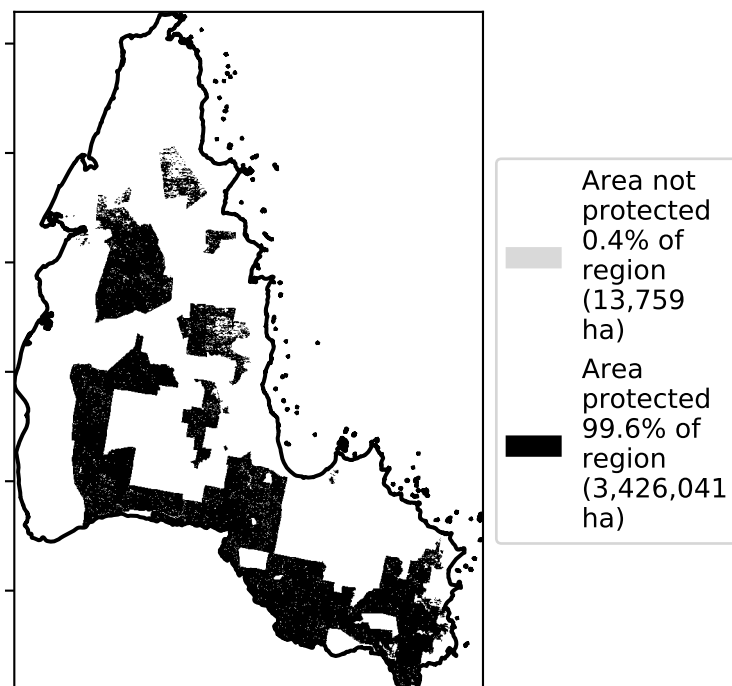 Area not
protected
0.4% of
region
(13,759
ha)
Area
protected
99.6% of
region
(3,426,041
ha)